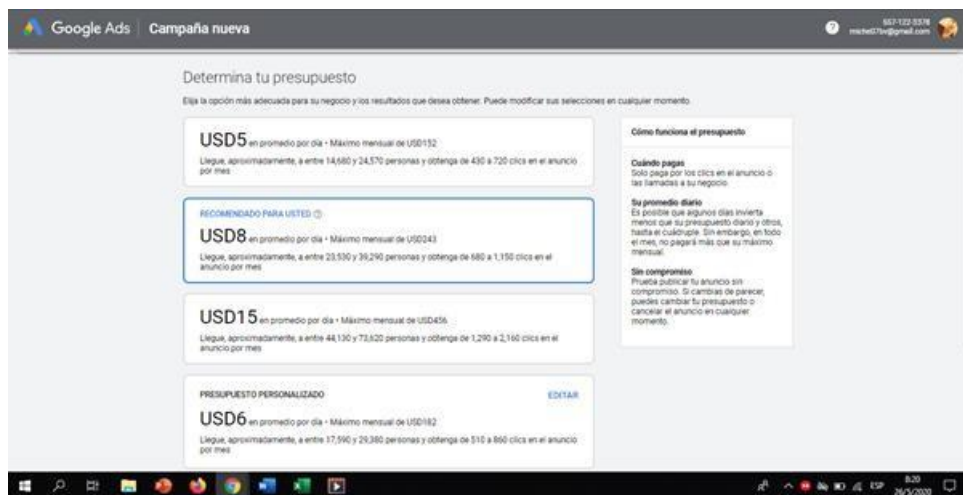 Google Ads Campaña nueva
557-122-3376
Determina tu presupuesto
Elija la opción más adecuada para su negocio y los resultados que desea obtener. Puede modificar sus selecciones en cualquier momento.
USD5 en promedio por día • Máximo mensual de USD152
Llegue, aproximadamente, a entre 14,680 y 24,570 personas y obtenga de 430 a 720 clics en el anuncio
por mes
RECOMENDADO PARA USTED
USD8 en promedio por día • Máximo mensual de USD243
Llegue, aproximadamente, a entre 23,530 y 39,290 personas y obtenga de 680 a 1,150 clics en el
anuncio por mes
USD15 en promedio por día • Máximo mensual de USD456
Llegue, aproximadamente, a entre 44,130 y 73,620 personas y obtenga de 1,290 a 2,160 clics en el
anuncio por mes
PRESUPUESTO PERSONALIZADO EDITAR
USD6 en promedio por día • Máximo mensual de USD182
Llegue, aproximadamente, a entre 17,590 y 29,380 personas y obtenga de 510 a 860 clics en el anuncio
por mes
Cómo funciona el presupuesto
Cuándo pagas
Solo paga por los clics en el anuncio o
las llamadas a su negocio.
Su promedio diario
Es posible que algunos días invierta
menos que su presupuesto diario y otros,
hasta el cuádruple. Sin embargo, en todo
el mes, no pagará más que su máximo
mensual.
Sin compromiso
Prueba publicar tu anuncio sin
compromiso. Si cambias de parecer,
puedes cambiar tu presupuesto o
cancelar el anuncio en cualquier
momento.
ESP
8:20
26/5/2020